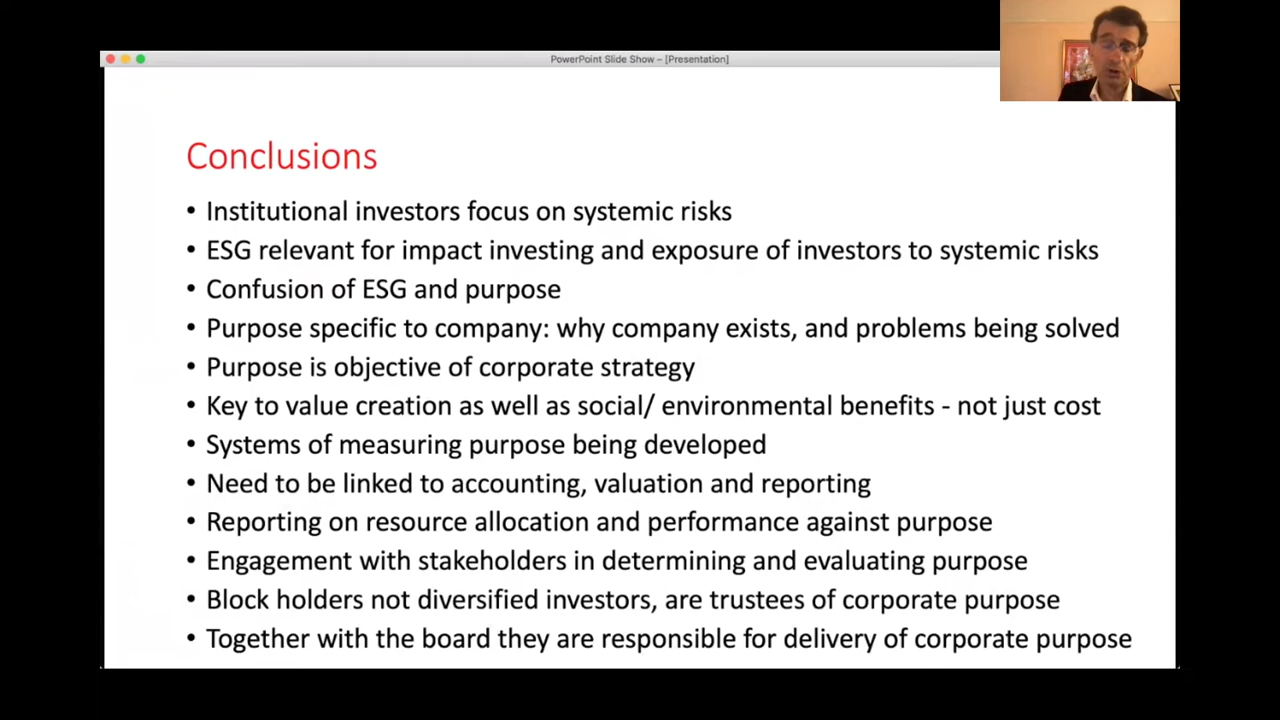 PowerPoint Slide Show – [Presentation]
Conclusions
• Institutional investors focus on systemic risks
• ESG relevant for impact investing and exposure of investors to systemic risks
• Confusion of ESG and purpose
• Purpose specific to company: why company exists, and problems being solved
• Purpose is objective of corporate strategy
• Key to value creation as well as social/ environmental benefits - not just cost
• Systems of measuring purpose being developed
• Need to be linked to accounting, valuation and reporting
• Reporting on resource allocation and performance against purpose
• Engagement with stakeholders in determining and evaluating purpose
• Block holders not diversified investors, are trustees of corporate purpose
• Together with the board they are responsible for delivery of corporate purpose